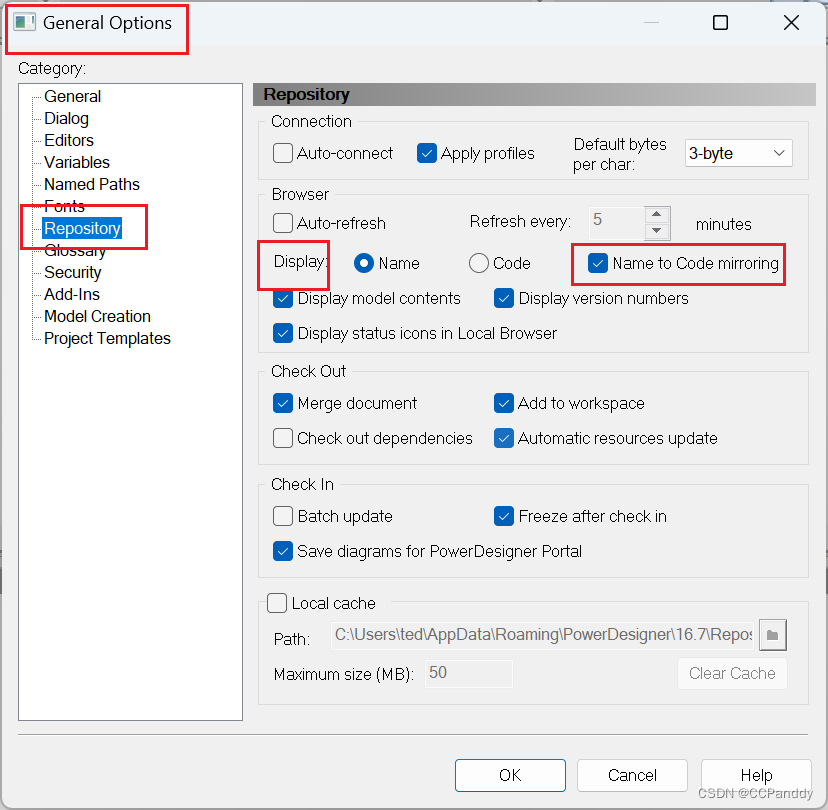 General Options
Category:
General
Dialog
Editors
Variables
Named Paths
Fonts
Repository
Glossary
Security
Add-Ins
Model Creation
Project Templates
Repository
Connection
Auto-connect Apply profiles Default bytes per char: 3-byte
Browser
Auto-refresh Refresh every: 5 minutes
Display: Name Code Name to Code mirroring
Display model contents Display version numbers
Display status icons in Local Browser
Check Out
Merge document Add to workspace
Check out dependencies Automatic resources update
Check In
Batch update Freeze after check in
Save diagrams for PowerDesigner Portal
Local cache
Path: C:\Users\ted\AppData\Roaming\PowerDesigner\16.7\Repos
Maximum size (MB): 50 Clear Cache
OK Cancel Help
CSDN @CCPanddy